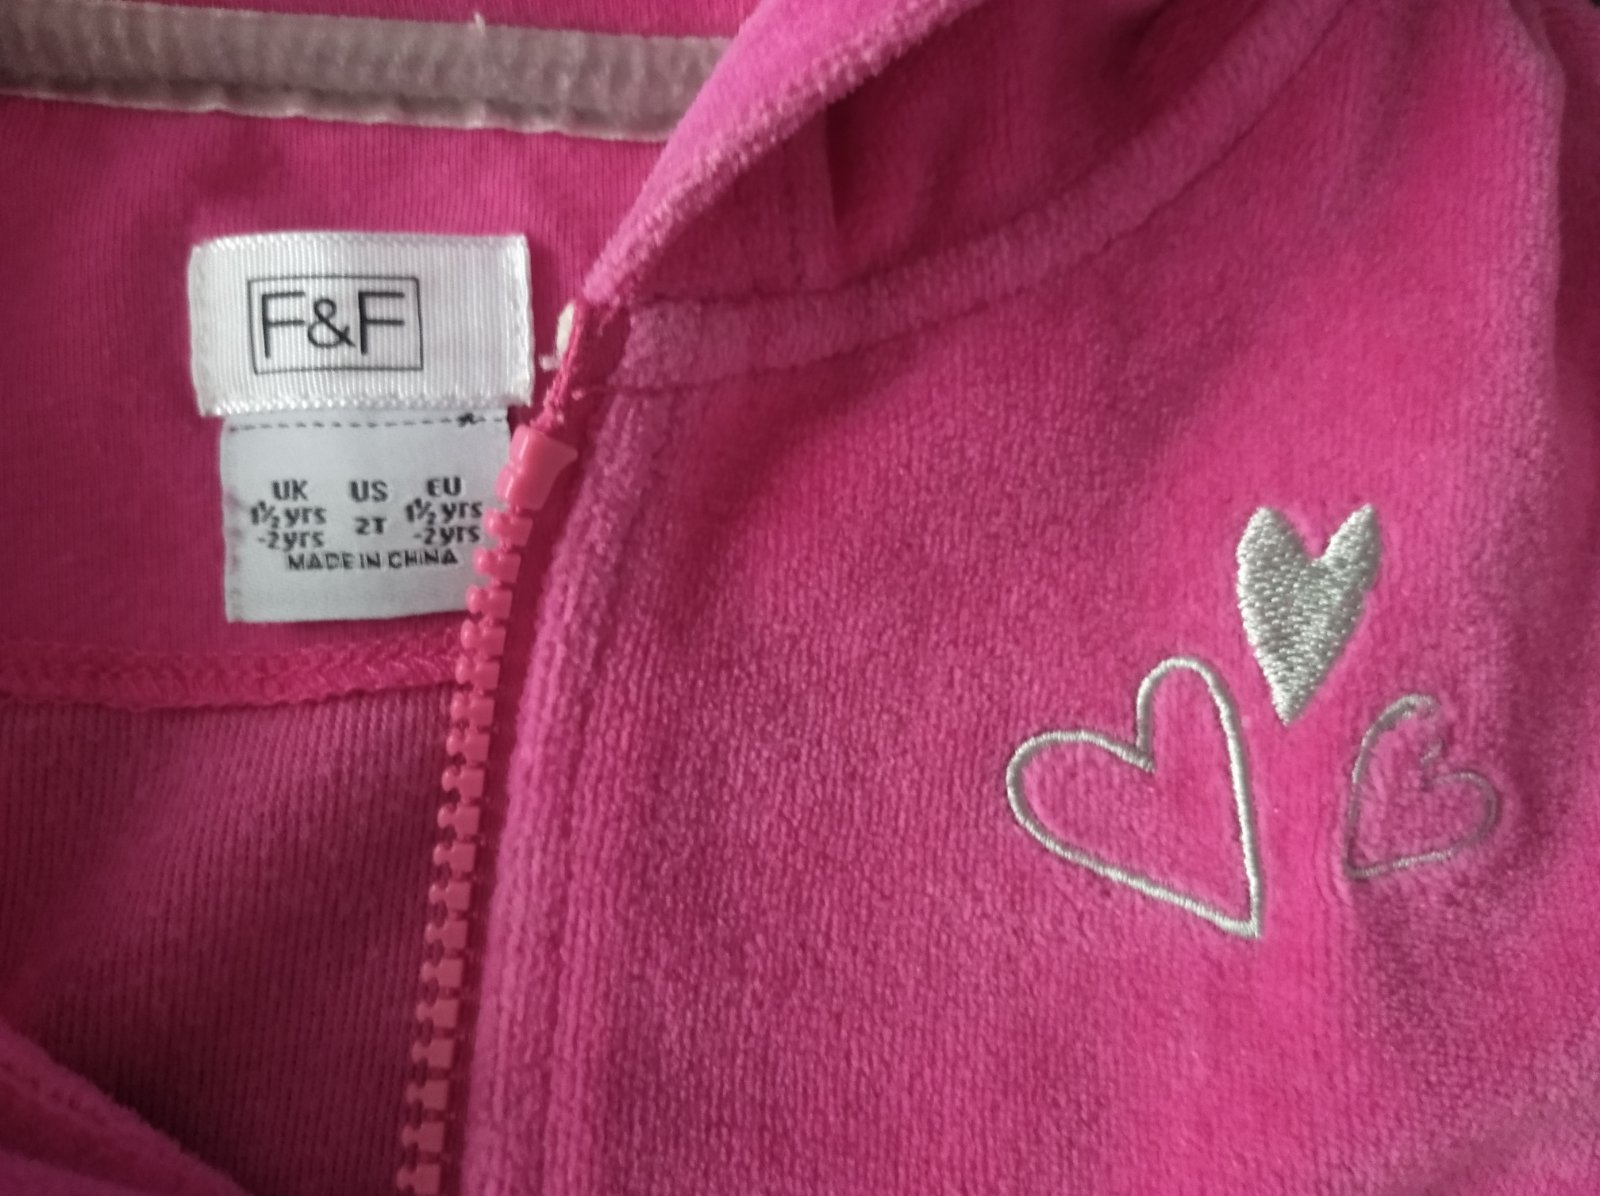 F&F
UK US EU
1½ yrs 2T 1½ yrs
-2yrs -2yrs
MADE IN CHINA